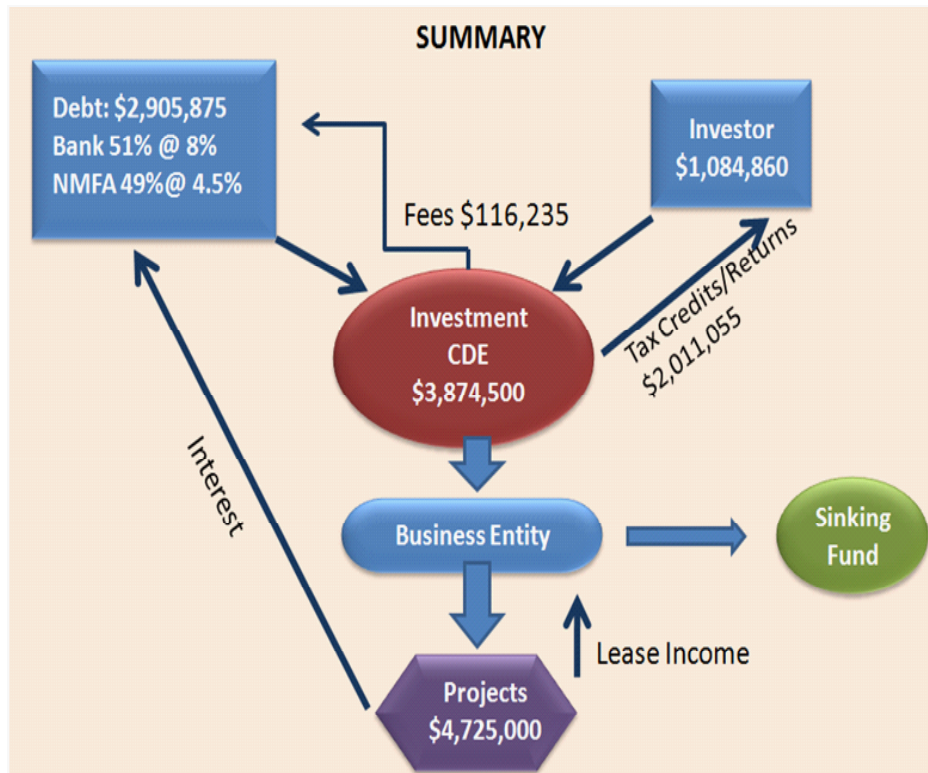 SUMMARY
Debt: $2,905,875
Bank 51% @ 8%
NMFA 49%@ 4.5%
Investor
$1,084,860
Fees $116,235
Tax Credits/Returns
$2,011,055
Investment
CDE
$3,874,500
Interest
Business Entity
Sinking
Fund
Lease Income
Projects
$4,725,000